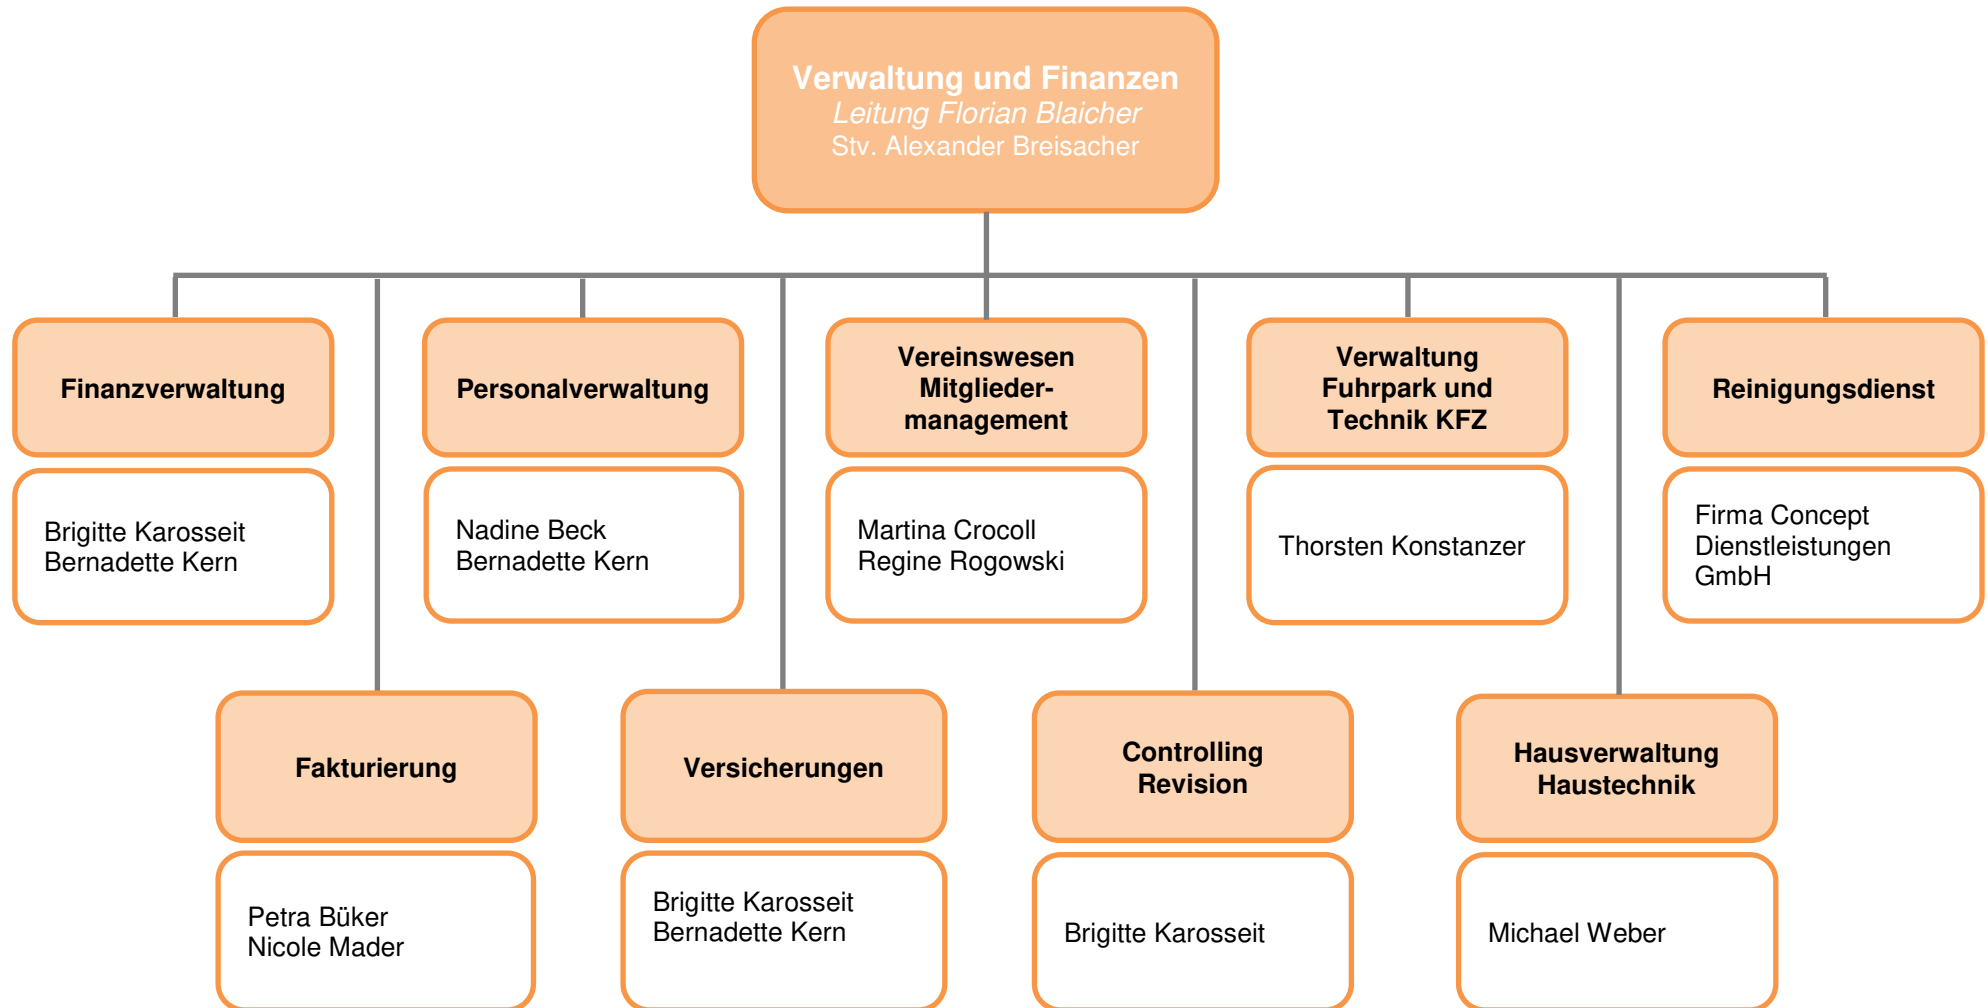 Verwaltung und Finanzen
Leitung Florian Blaicher
Stv. Alexander Breisacher
Finanzverwaltung
Brigitte Karosseit
Bernadette Kern
Personalverwaltung
Nadine Beck
Bernadette Kern
Vereinswesen
Mitglieder-
management
Martina Crocoll
Regine Rogowski
Verwaltung
Fuhrpark und
Technik KFZ
Thorsten Konstanzer
Reinigungsdienst
Firma Concept
Dienstleistungen
GmbH
Fakturierung
Petra Büker
Nicole Mader
Versicherungen
Brigitte Karosseit
Bernadette Kern
Controlling
Revision
Brigitte Karosseit
Hausverwaltung
Haustechnik
Michael Weber